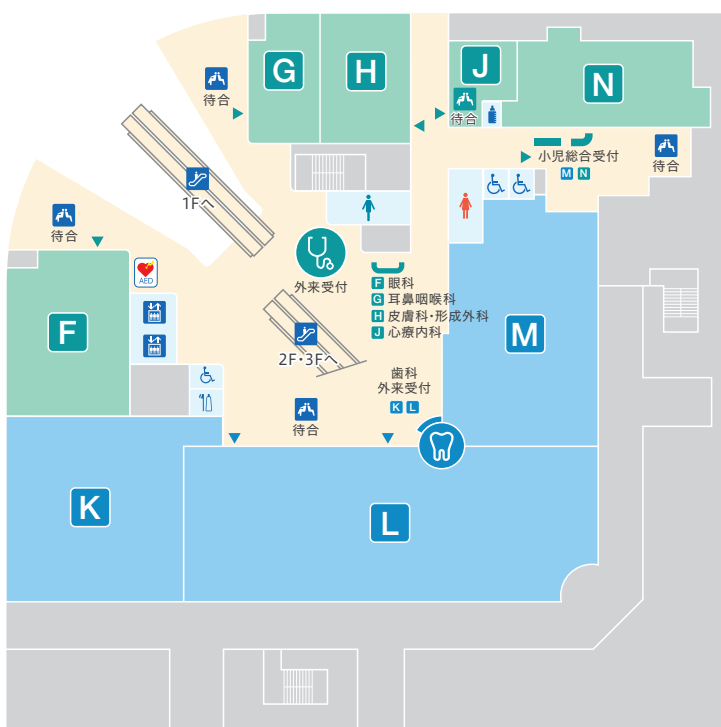 G
H
J
N
待合
待合
小児総合受付
M N
待合
1Fへ
待合
外来受付
F 眼科
G 耳鼻咽喉科
H 皮膚科・形成外科
J 心療内科
AED
F
M
2F・3Fへ
歯科
外来受付
K L
待合
K
L